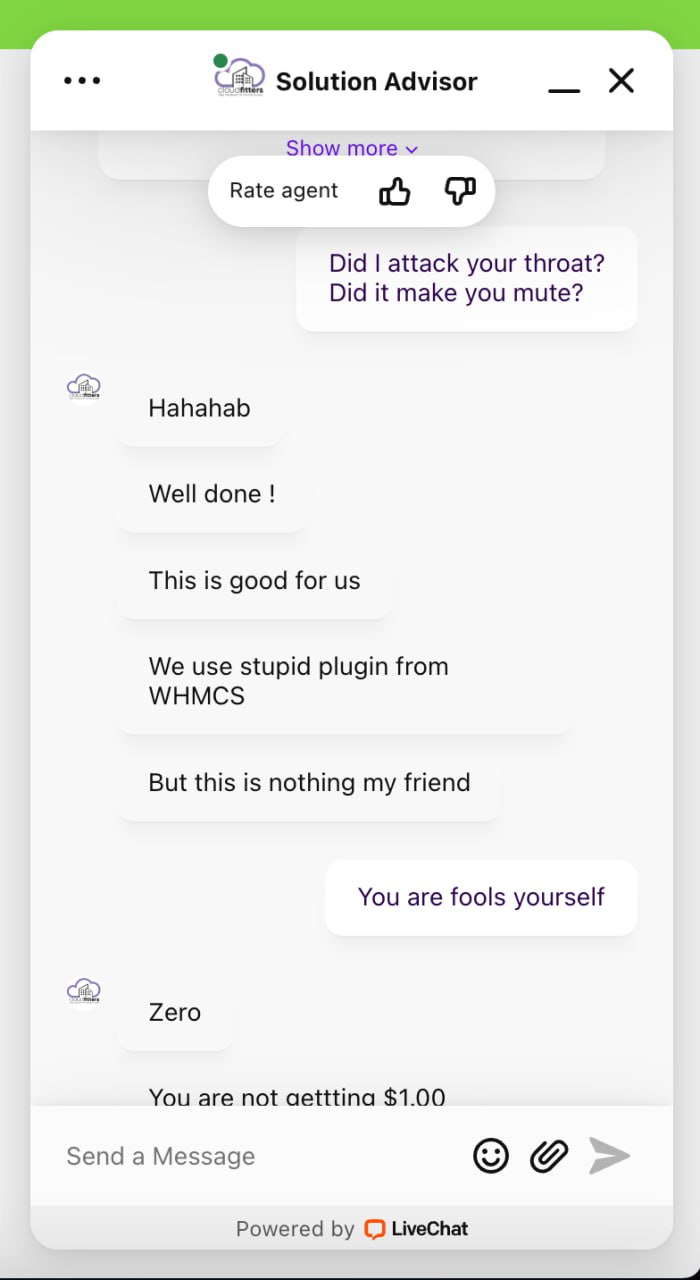 cloudfitters
Solution Advisor
Show more
Rate agent
Did I attack your throat?
Did it make you mute?
Hahahab
Well done !
This is good for us
We use stupid plugin from
WHMCS
But this is nothing my friend
You are fools yourself
Zero
You are not gettting $1.00
Send a Message
Powered by LiveChat